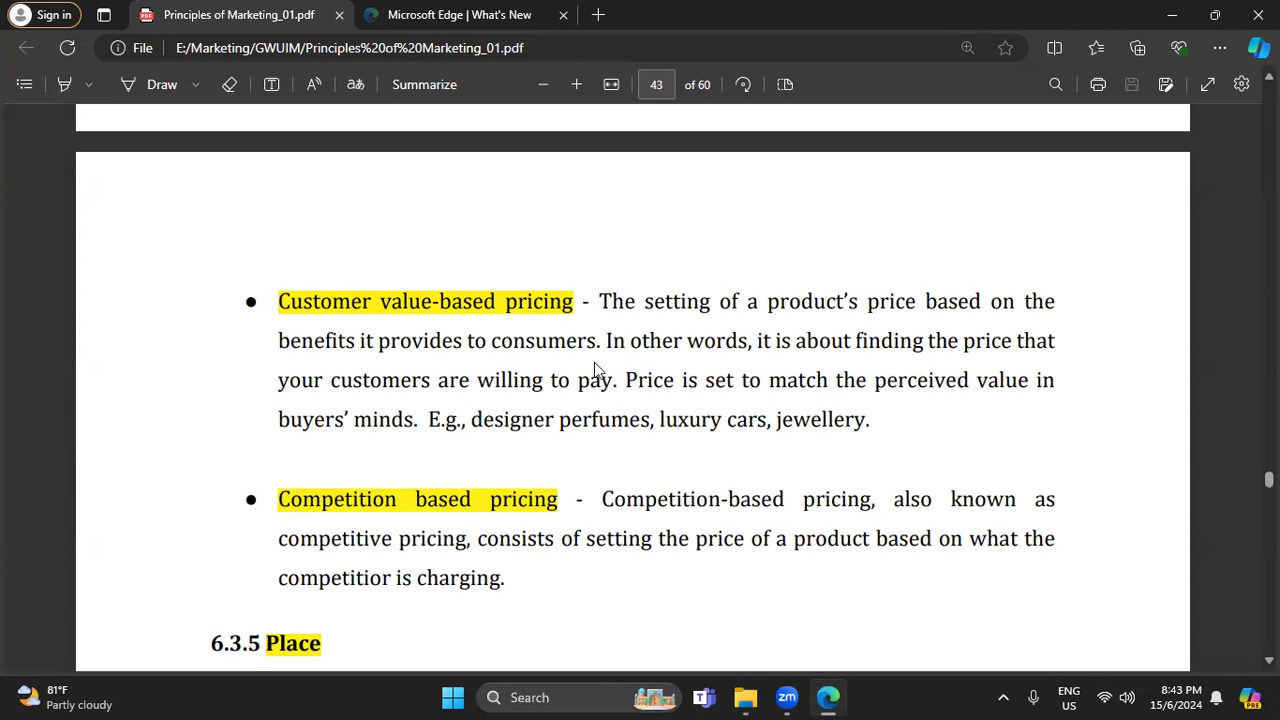 Sign in
Principles of Marketing_01.pdf
Microsoft Edge | What's New
File
E:/Marketing/GWUIM/Principles%20of%20Marketing_01.pdf
Draw
Summarize
43 of 60
● Customer value-based pricing - The setting of a product’s price based on the
benefits it provides to consumers. In other words, it is about finding the price that
your customers are willing to pay. Price is set to match the perceived value in
buyers’ minds. E.g., designer perfumes, luxury cars, jewellery.
● Competition based pricing - Competition-based pricing, also known as
competitive pricing, consists of setting the price of a product based on what the
competitior is charging.
6.3.5 Place
81°F
Partly cloudy
Search
zm
ENG
US
8:43 PM
15/6/2024
PRE